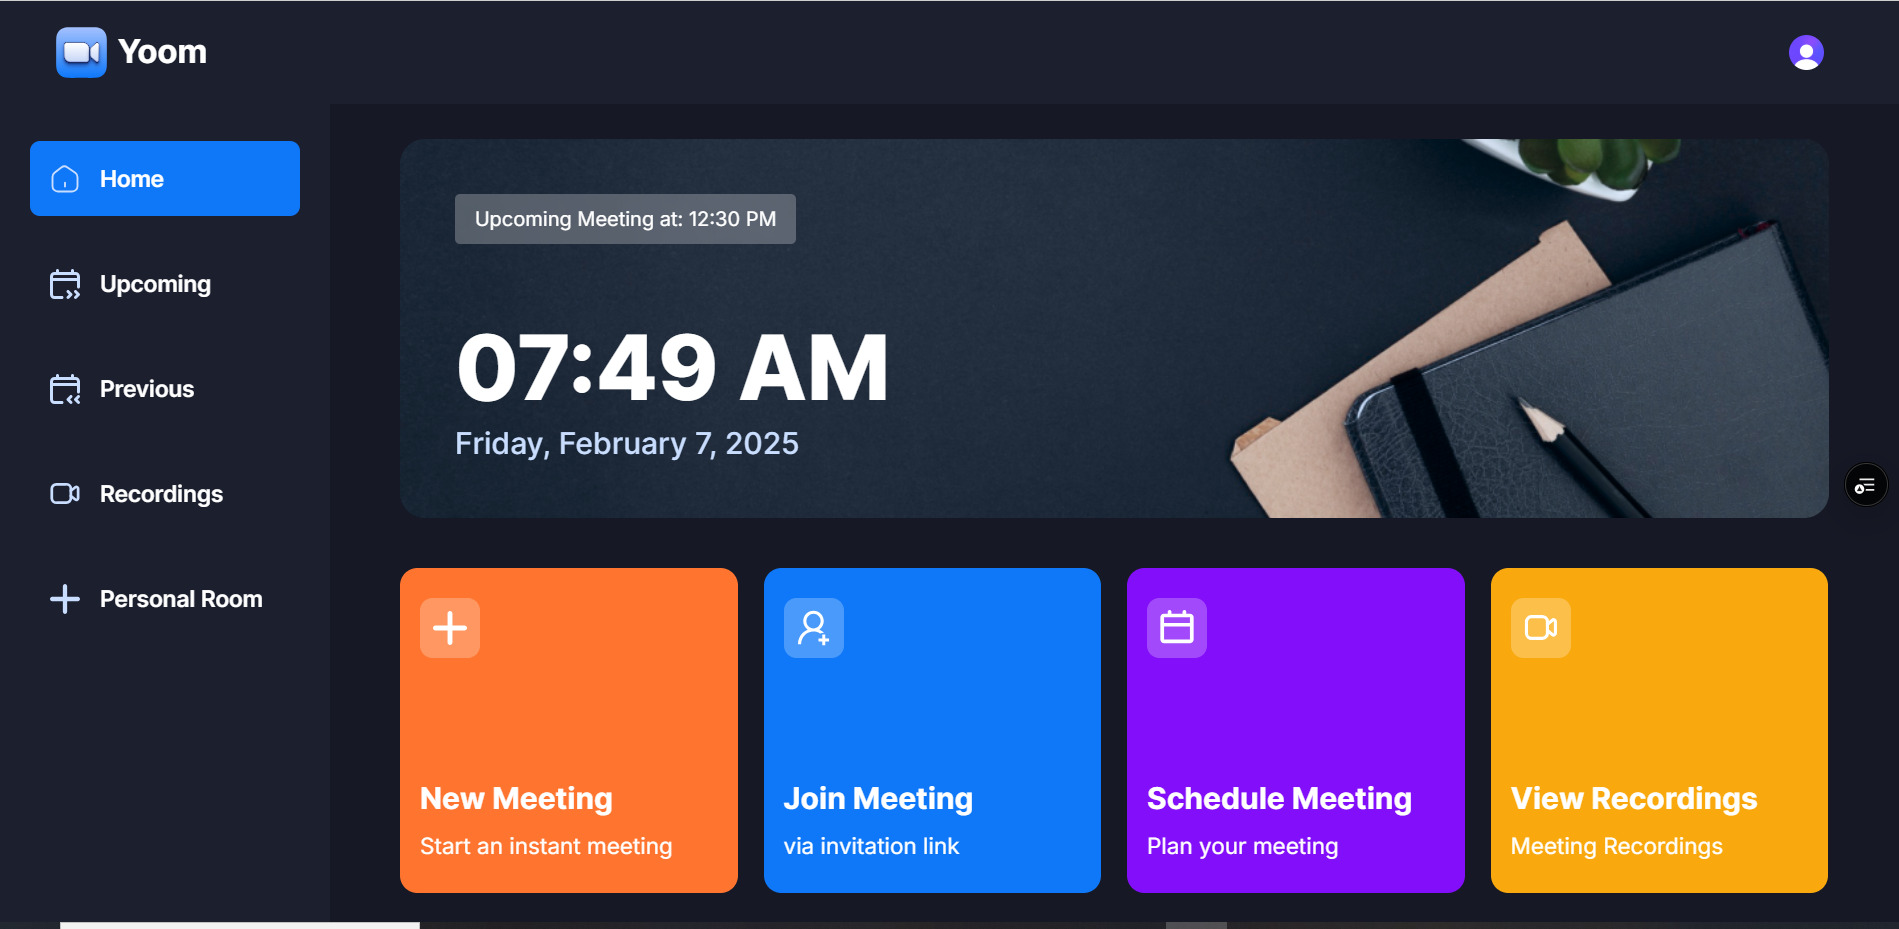 Yoom
Home
Upcoming
Previous
Recordings
Personal Room
Upcoming Meeting at: 12:30 PM
07:49 AM
Friday, February 7, 2025
New Meeting
Start an instant meeting
Join Meeting
via invitation link
Schedule Meeting
Plan your meeting
View Recordings
Meeting Recordings